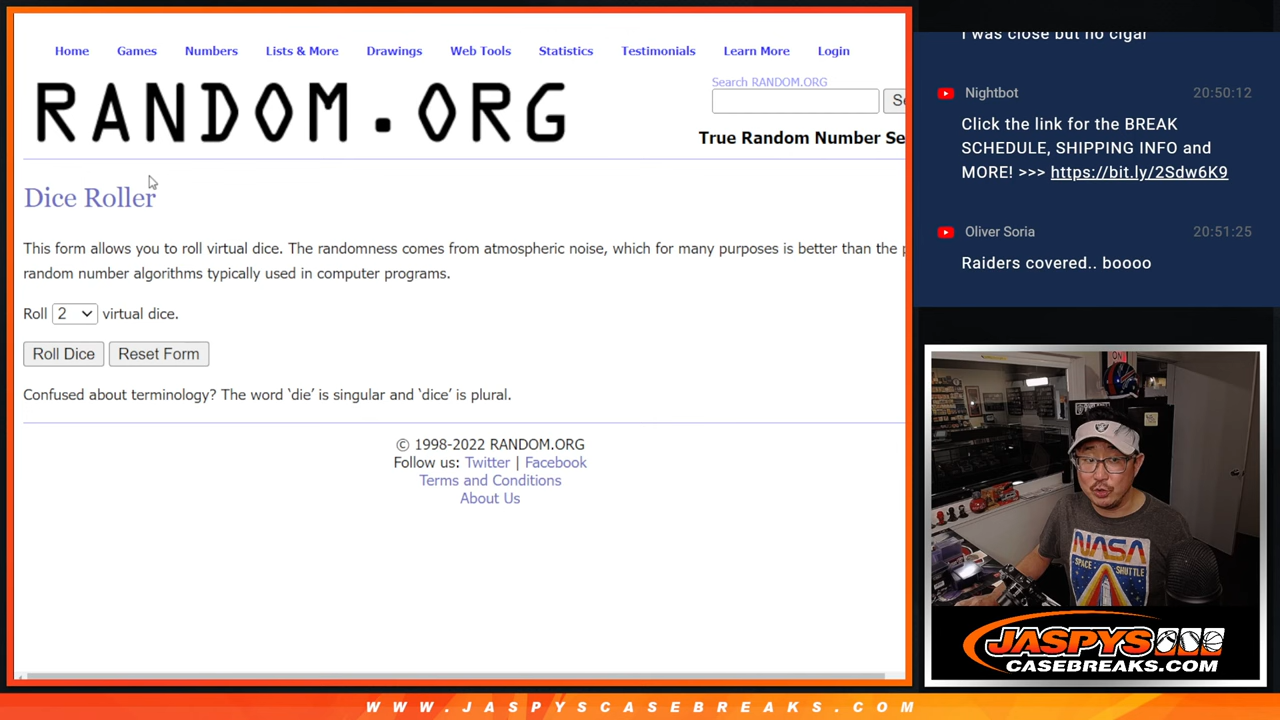 Home Games Numbers Lists & More Drawings Web Tools Statistics Testimonials Learn More Login
RANDOM.ORG
Search RANDOM.ORG
True Random Number Se
Dice Roller
This form allows you to roll virtual dice. The randomness comes from atmospheric noise, which for many purposes is better than the p
random number algorithms typically used in computer programs.
Roll 2 virtual dice.
Roll Dice Reset Form
Confused about terminology? The word ‘die’ is singular and ‘dice’ is plural.
© 1998-2022 RANDOM.ORG
Follow us: Twitter | Facebook
Terms and Conditions
About Us
I was close but no cigar
Nightbot 20:50:12
Click the link for the BREAK
SCHEDULE, SHIPPING INFO and
MORE! >>> https://bit.ly/2Sdw6K9
Oliver Soria 20:51:25
Raiders covered.. boooo
ON
NASA
SPACE SHUTTLE
JASPYS
CASEBREAKS.COM
WWW.JASPYSCASEBREAKS.COM